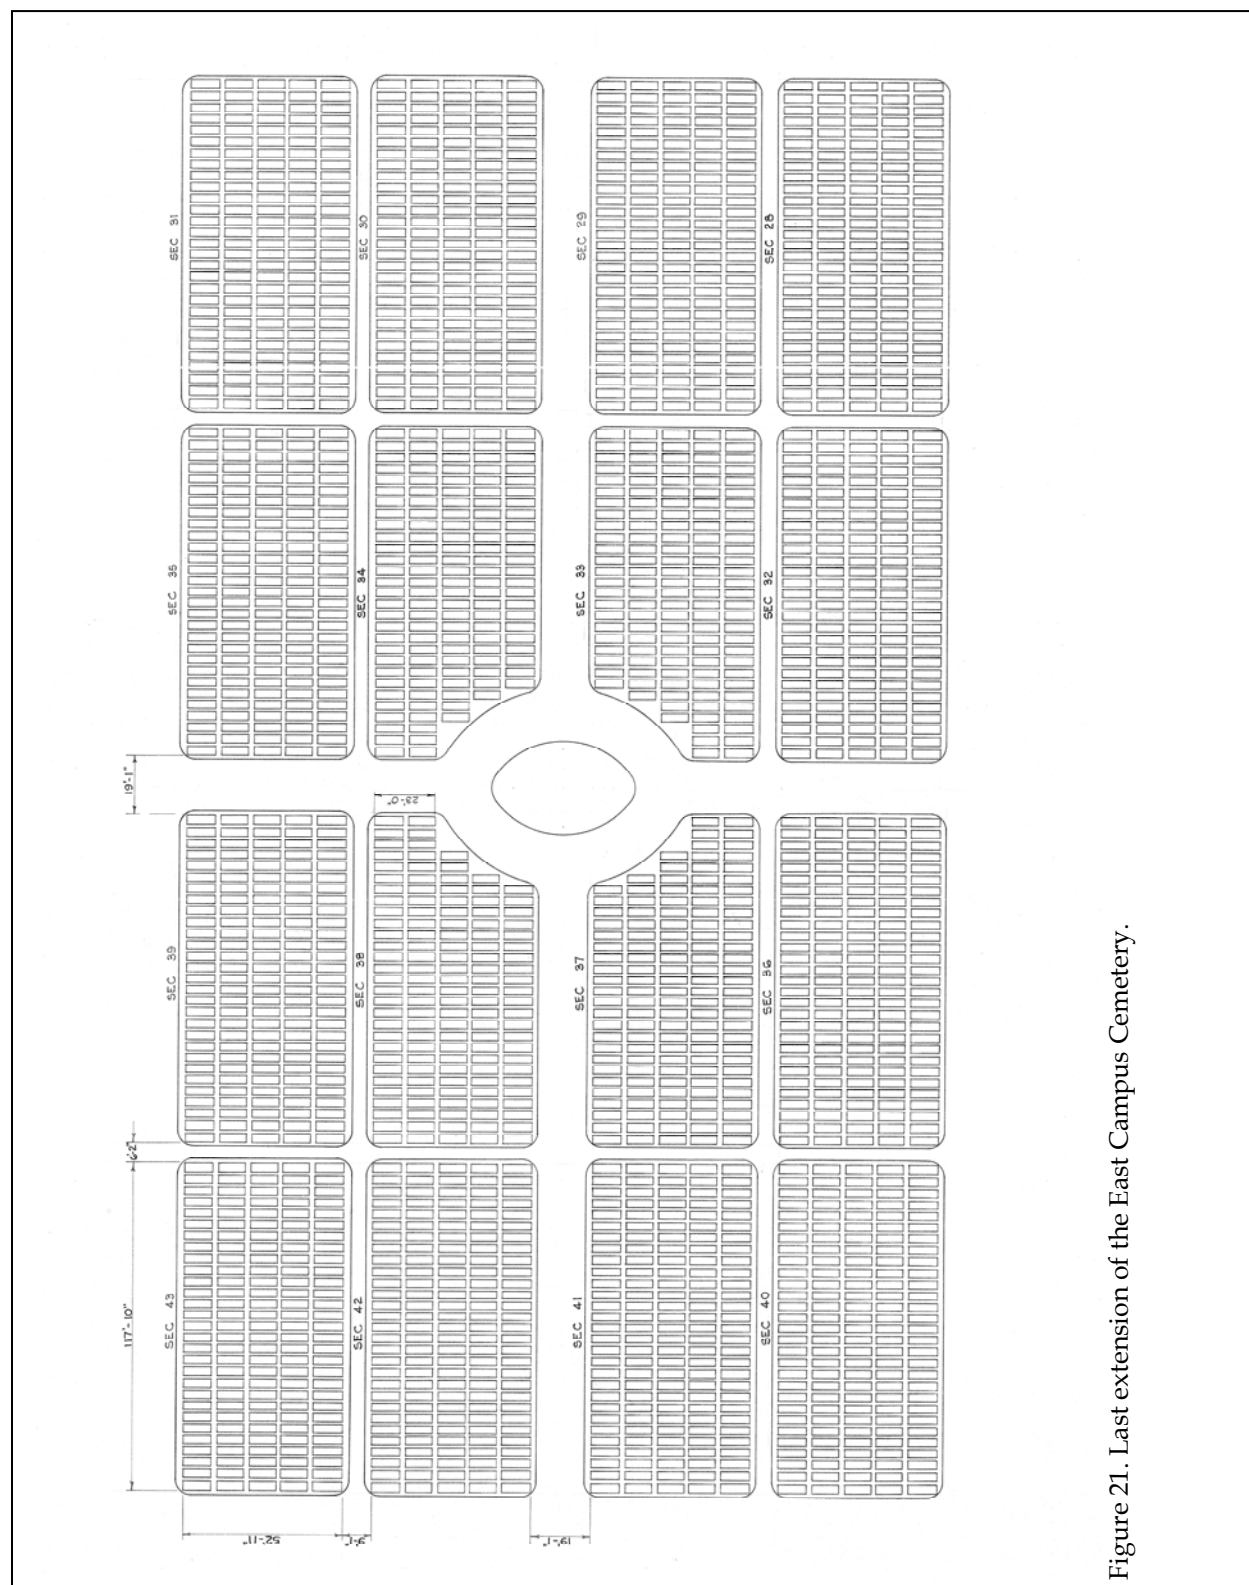 SEC 31
SEC 30
SEC 29
SEC 28
SEC 35
SEC 34
SEC 33
SEC 32
19'-1"
23'-0"
SEC 39
SEC 38
SEC 37
SEC 36
6'-2"
117'-10"
SEC 43
SEC 42
SEC 41
SEC 40
52'-11"
9'-1"
19'-1"
Figure 21. Last extension of the East Campus Cemetery.